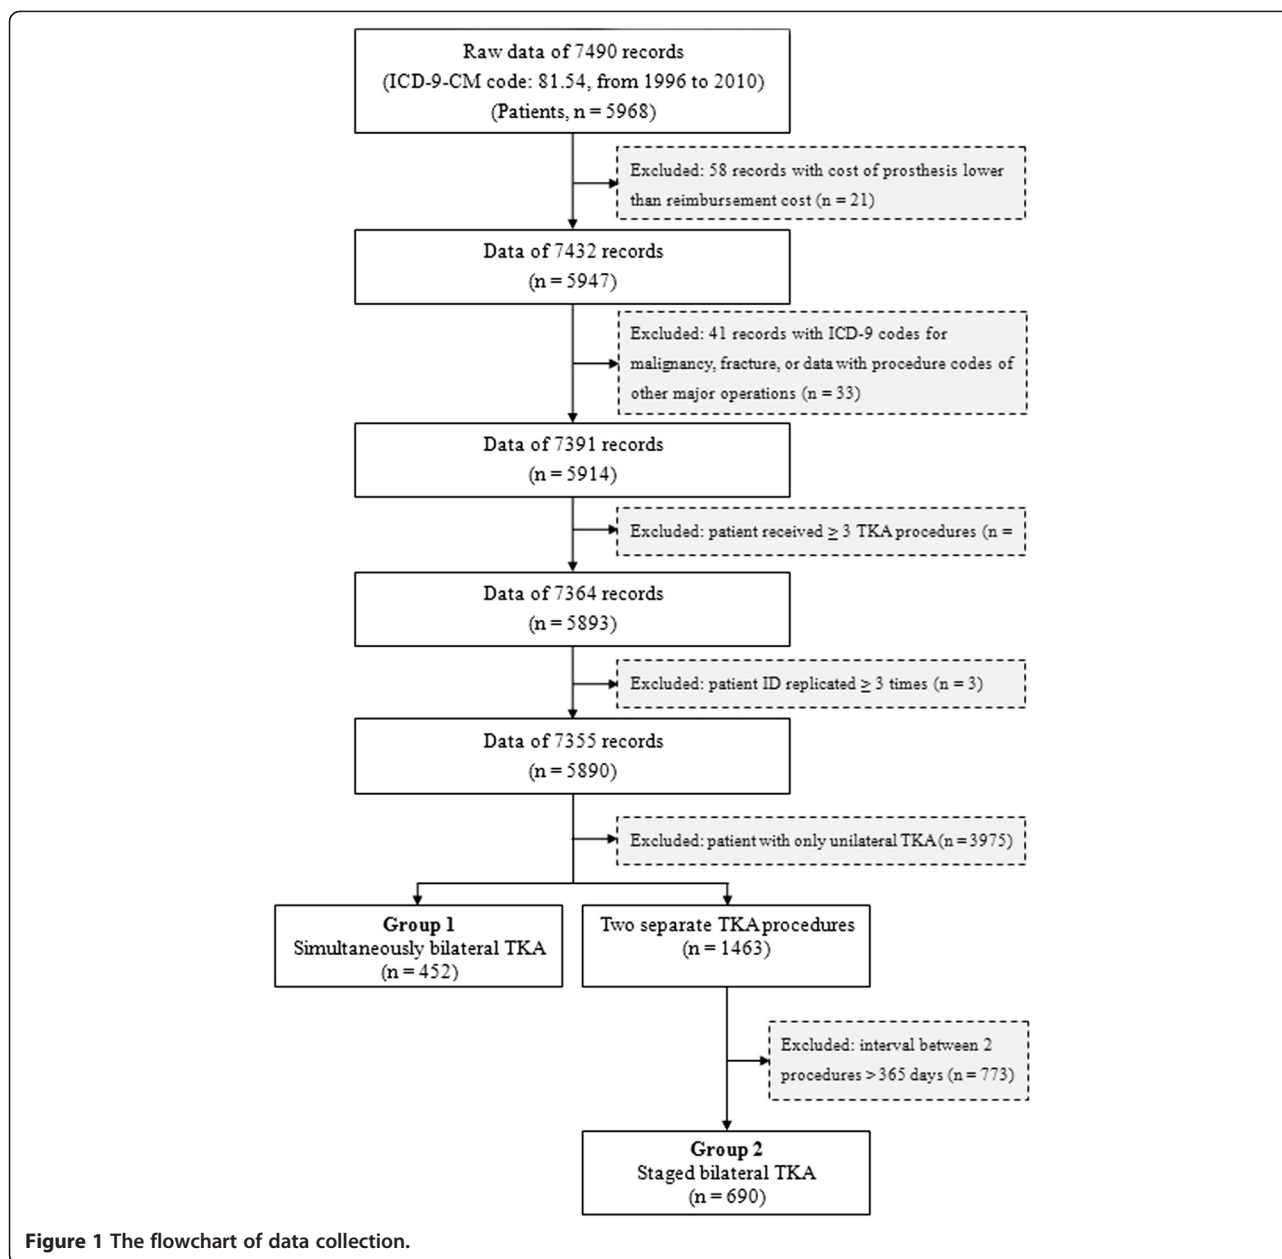 Raw data of 7490 records
(ICD-9-CM code: 81.54, from 1996 to 2010)
(Patients, n = 5968)
Excluded: 58 records with cost of prosthesis lower
than reimbursement cost (n = 21)
Data of 7432 records
(n = 5947)
Excluded: 41 records with ICD-9 codes for
malignancy, fracture, or data with procedure codes of
other major operations (n = 33)
Data of 7391 records
(n = 5914)
Excluded: patient received ≥ 3 TKA procedures (n =
Data of 7364 records
(n = 5893)
Excluded: patient ID replicated ≥ 3 times (n = 3)
Data of 7355 records
(n = 5890)
Excluded: patient with only unilateral TKA (n = 3975)
Group 1
Simultaneously bilateral TKA
(n = 452)
Two separate TKA procedures
(n = 1463)
Excluded: interval between 2
procedures > 365 days (n = 773)
Group 2
Staged bilateral TKA
(n = 690)
Figure 1 The flowchart of data collection.